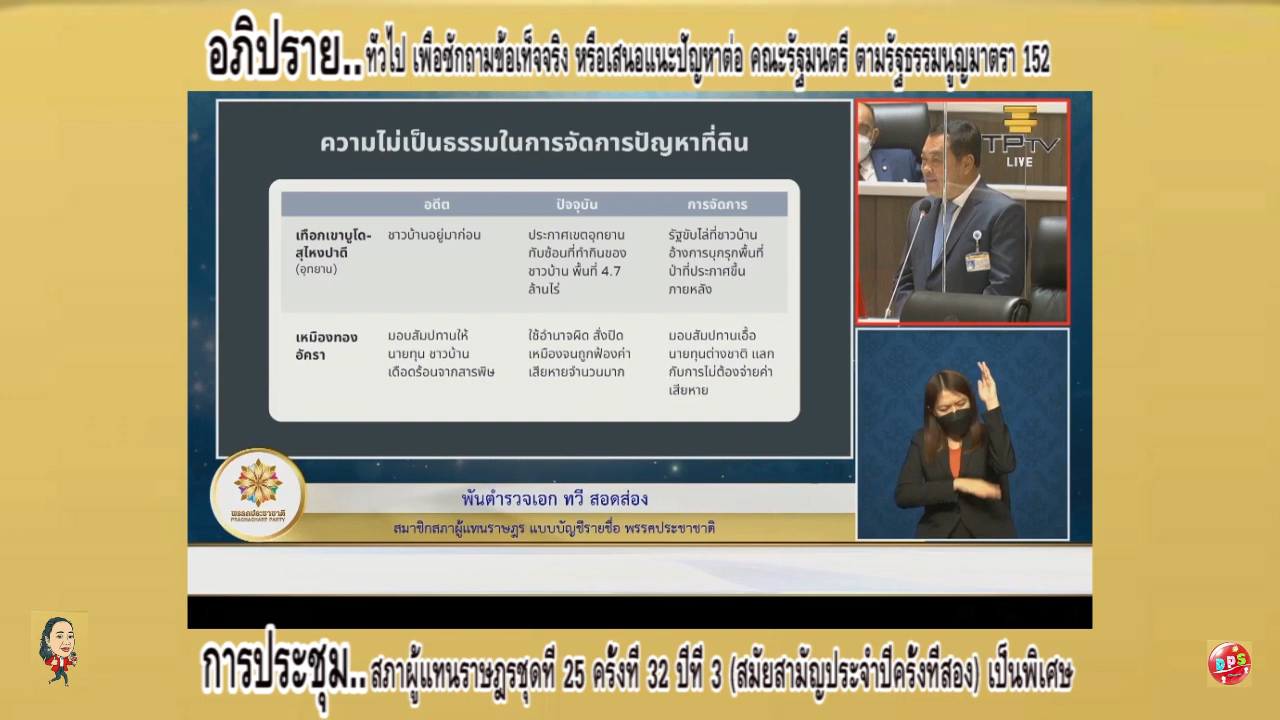 อภิปราย.. ทั่วไป เพื่อซักถามข้อเท็จจริง หรือเสนอแนะปัญหาต่อ คณะรัฐมนตรี ตามรัฐธรรมนูญมาตรา 152
ความไม่เป็นธรรมในการจัดการปัญหาที่ดิน
อดีต ปัจจุบัน การจัดการ
เทือกเขาบูโด-
สุไหงปาดี
(อุทยาน)
ชาวบ้านอยู่มาก่อน
ประกาศเขตอุทยาน
ทับซ้อนที่ทำกินของ
ชาวบ้าน พื้นที่ 4.7
ล้านไร่
รัฐขับไล่ที่ชาวบ้าน
อ้างการบุกรุกพื้นที่
ป่าที่ประกาศขึ้น
ภายหลัง
เหมืองทอง
อัครา
มอบสัมปทานให้
นายทุน ชาวบ้าน
เดือดร้อนจากสารพิษ
ใช้อำนาจผิด สั่งปิด
เหมืองจนถูกฟ้องค่า
เสียหายจำนวนมาก
มอบสัมปทานเอื้อ
นายทุนต่างชาติ แลก
กับการไม่ต้องจ่ายค่า
เสียหาย
TPTV
LIVE
พรรคประชาชาติ
PRACHACHART PARTY
พันตำรวจเอก ทวี สอดส่อง
สมาชิกสภาผู้แทนราษฎร แบบบัญชีรายชื่อ พรรคประชาชาติ
การประชุม.. สภาผู้แทนราษฎรชุดที่ 25 ครั้งที่ 32 ปีที่ 3 (สมัยสามัญประจำปีครั้งที่สอง) เป็นพิเศษ
DPS